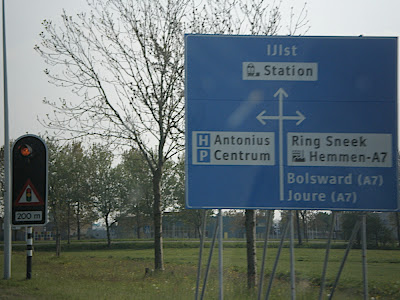 IJlst
Station
H Antonius
P Centrum
Ring Sneek
Hemmen-A7
Bolsward (A7)
Joure (A7)
200 m